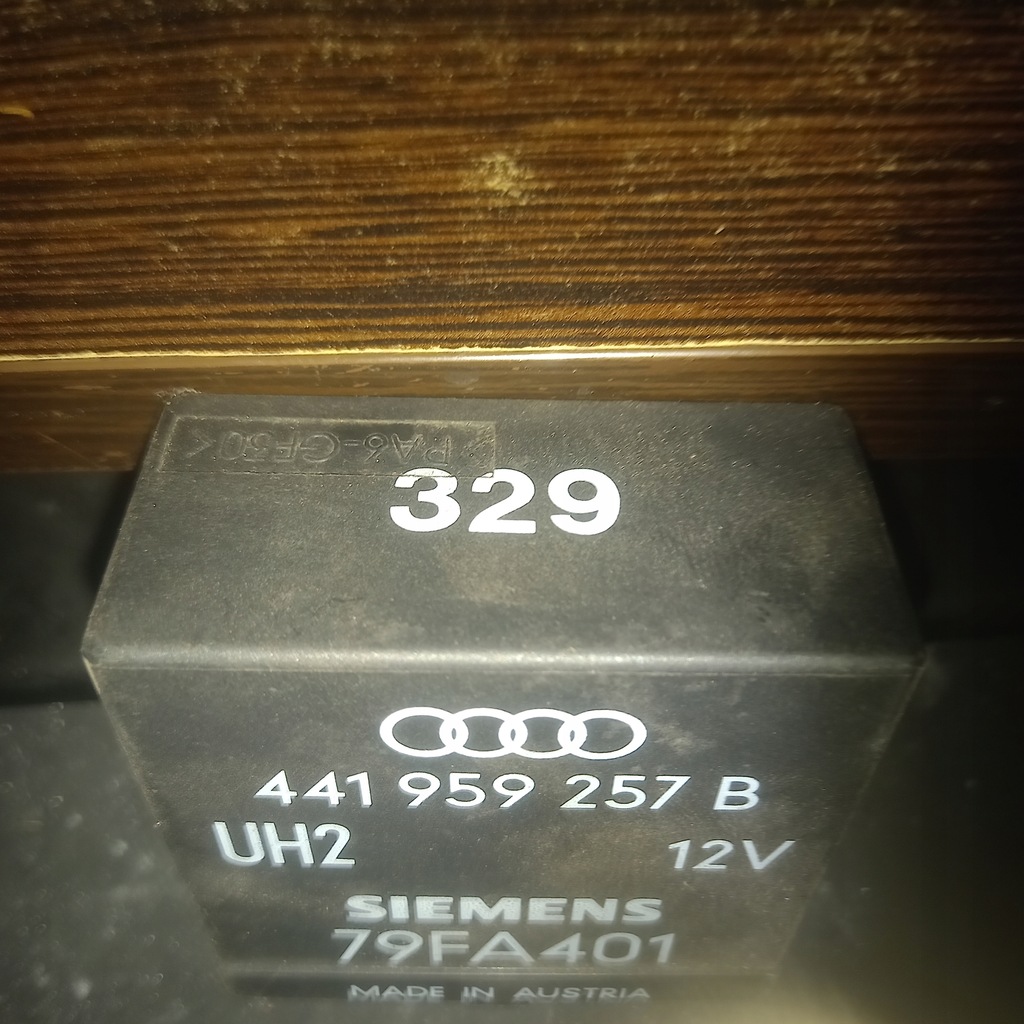 >PA6-GF30<
329
441 959 257 B
UH2 12V
SIEMENS
79FA401
MADE IN AUSTRIA